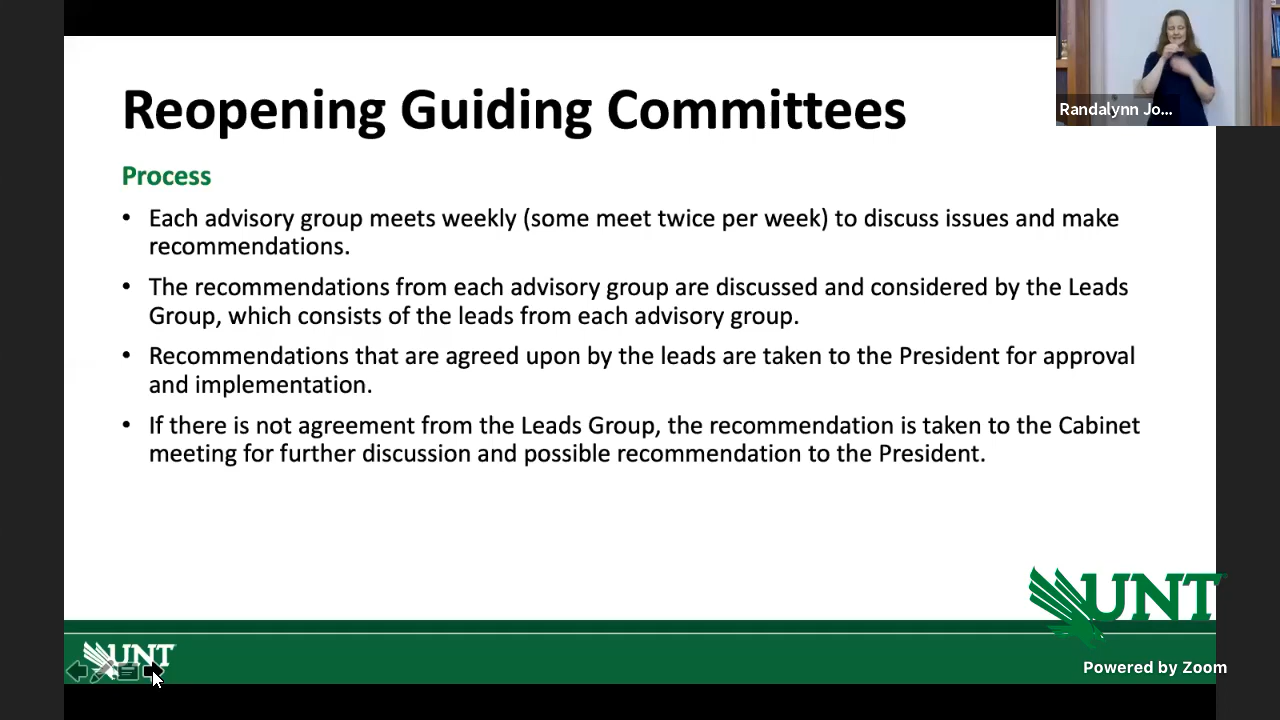 Reopening Guiding Committees
Randalynn Jo...
Process
• Each advisory group meets weekly (some meet twice per week) to discuss issues and make
recommendations.
• The recommendations from each advisory group are discussed and considered by the Leads
Group, which consists of the leads from each advisory group.
• Recommendations that are agreed upon by the leads are taken to the President for approval
and implementation.
• If there is not agreement from the Leads Group, the recommendation is taken to the Cabinet
meeting for further discussion and possible recommendation to the President.
UNT
UNT
Powered by Zoom